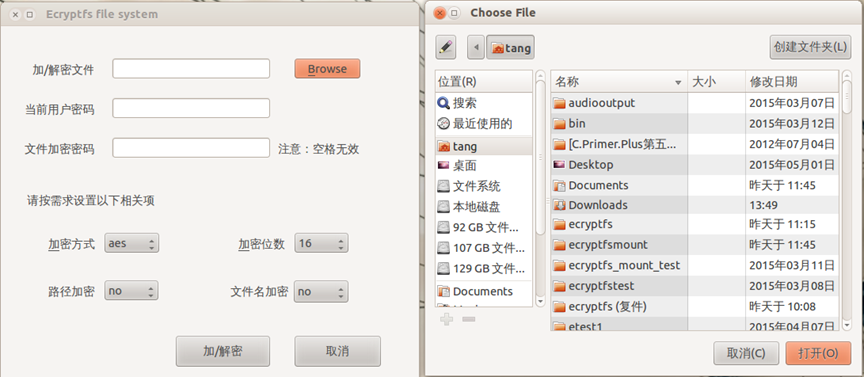 Ecryptfs file system
加/解密文件
Browse
当前用户密码
文件加密密码
注意：空格无效
请按需求设置以下相关项
加密方式 aes
加密位数 16
路径加密 no
文件名加密 no
加/解密
取消
Choose File
tang
创建文件夹(L)
位置(R)
搜索
最近使用的
tang
桌面
文件系统
本地磁盘
92 GB 文件...
107 GB 文件...
129 GB 文件...
Documents
名称 大小 修改日期
audiooutput 2015年03月07日
bin 2015年03月12日
[C.Primer.Plus第五... 2012年07月04日
Desktop 2015年05月01日
Documents 昨天于 11:45
Downloads 13:49
ecryptfs 昨天于 11:15
ecryptfsmount 昨天于 11:45
ecryptfs_mount_test 2015年03月11日
ecryptfstest 2015年03月08日
ecryptfs (复件) 昨天于 10:08
etest1 2015年04月07日
取消(C)
打开(O)